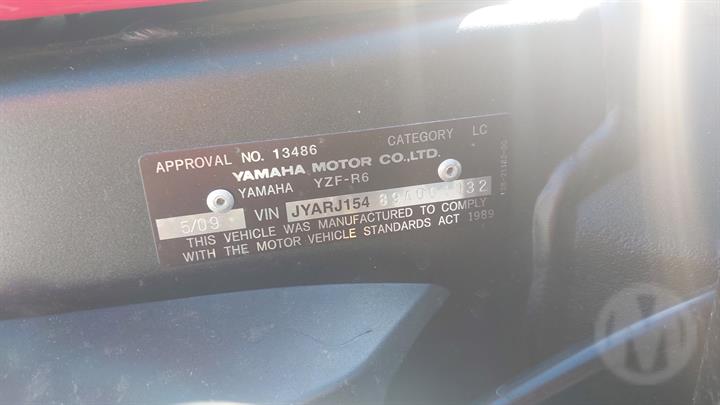 APPROVAL NO. 13486 CATEGORY LC
YAMAHA MOTOR CO.,LTD.
YAMAHA YZF-R6
5/09 VIN JYARJ154
THIS VEHICLE WAS MANUFACTURED TO COMPLY
WITH THE MOTOR VEHICLE STANDARDS ACT 1989
M